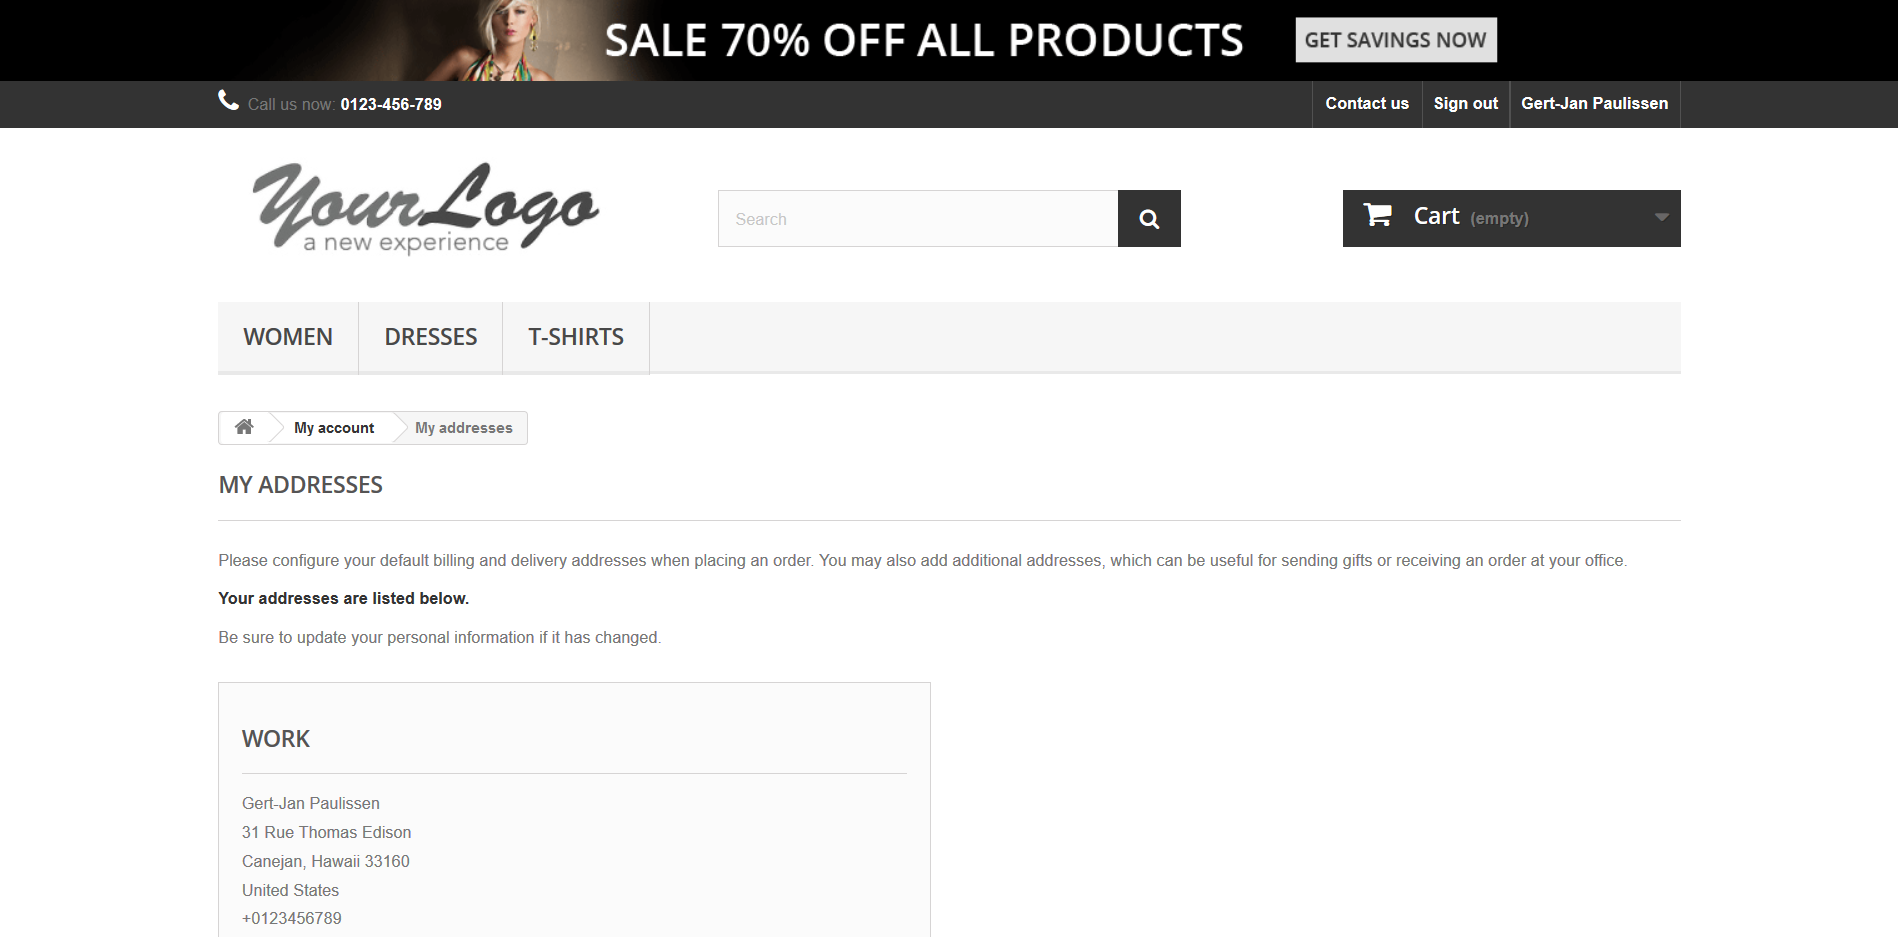 SALE 70% OFF ALL PRODUCTS GET SAVINGS NOW
Call us now: 0123-456-789 Contact us Sign out Gert-Jan Paulissen
YourLogo
a new experience
Search
Cart (empty)
WOMEN DRESSES T-SHIRTS
My account My addresses
MY ADDRESSES
Please configure your default billing and delivery addresses when placing an order. You may also add additional addresses, which can be useful for sending gifts or receiving an order at your office.
Your addresses are listed below.
Be sure to update your personal information if it has changed.
WORK
Gert-Jan Paulissen
31 Rue Thomas Edison
Canejan, Hawaii 33160
United States
+0123456789